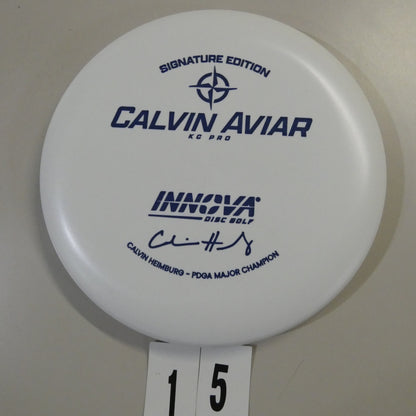 SIGNATURE EDITION
CALVIN AVIAR
KC PRO
INNOVA
DISC GOLF
CALVIN HEIMBURG - PDGA MAJOR CHAMPION
1 5